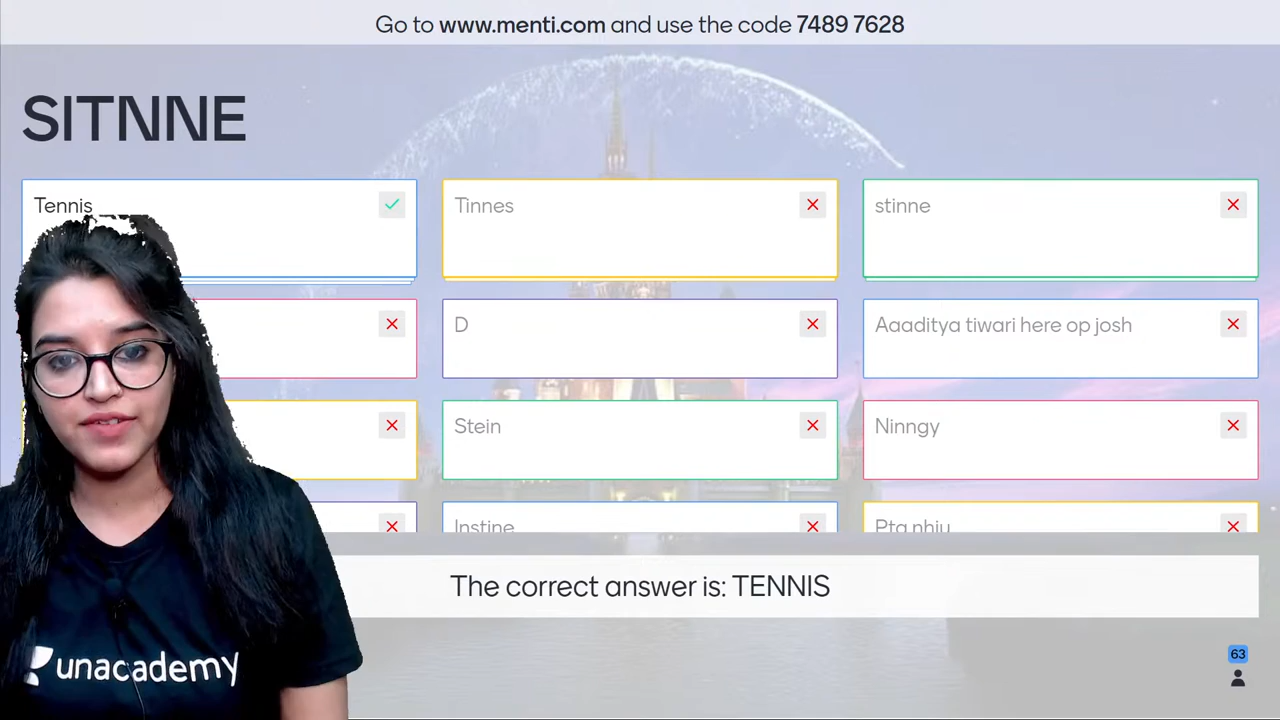 Go to www.menti.com and use the code 7489 7628
SITNNE
Tennis
Tinnes
stinne
D
Aaaditya tiwari here op josh
Stein
Ninngy
Instine
Pta nhiu
The correct answer is: TENNIS
63
unacademy